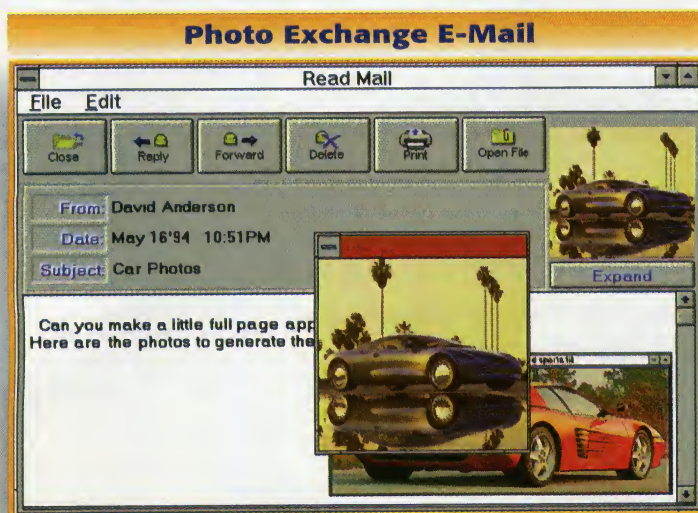 Photo Exchange E-Mail
Read Mail
File Edit
Close Reply Forward Delete Print Open File
From: David Anderson
Date: May 16'94 10:51PM
Subject: Car Photos
Expand
Can you make a little full page app
Here are the photos to generate the
sports.tif